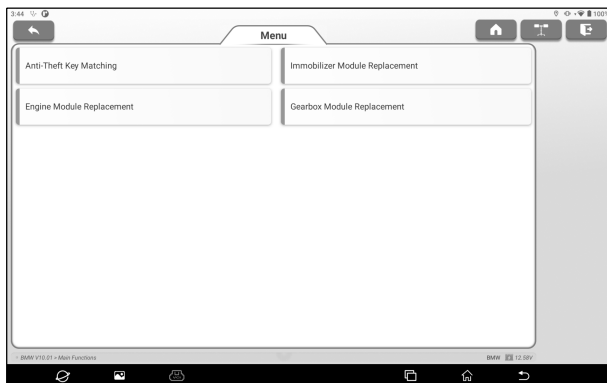 3:44
100%
Menu
Anti-Theft Key Matching
Immobilizer Module Replacement
Engine Module Replacement
Gearbox Module Replacement
BMW V10.01 > Main Functions
BMW
12.58V